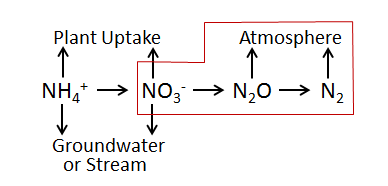 Plant Uptake Atmosphere
NH₄⁺ → NO₃⁻ → N₂O → N₂
Groundwater
or Stream